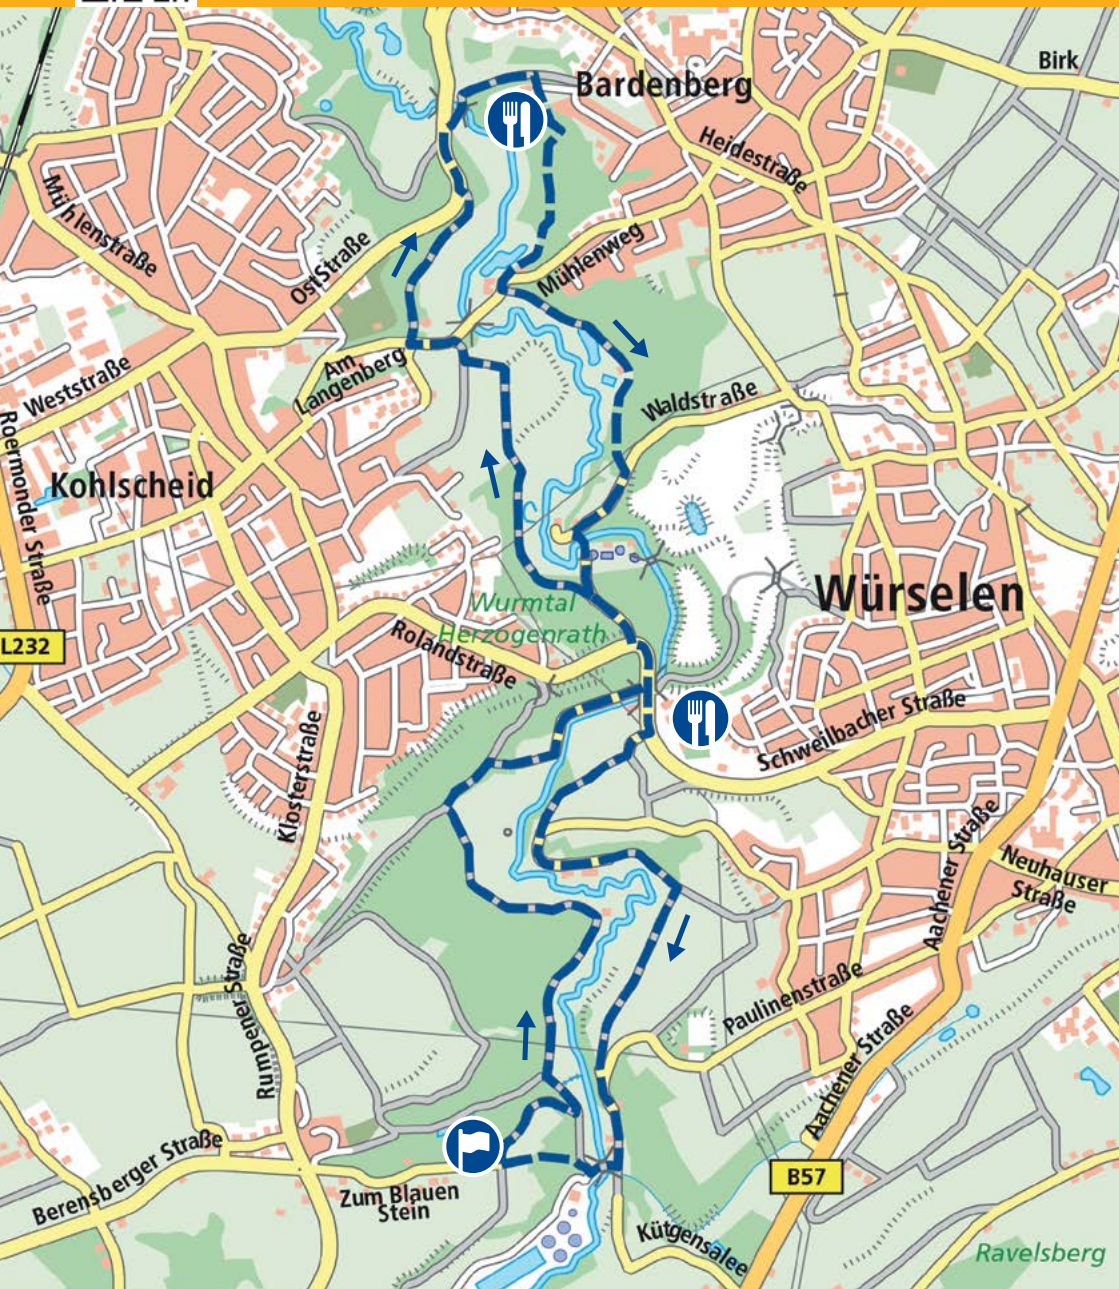 Birk
Bardenberg
Heidestraße
Mühlenstraße
OstStraße
Mühlenweg
Am
Langenberg
Weststraße
Waldstraße
Roermonder Straße
Kohlscheid
Würselen
Wurmtal
Herzogenrath
Rolandstraße
L232
Schweilbacher Straße
Klosterstraße
Aachener Straße
Neuhauser
Straße
Paulinenstraße
Rumpener Straße
Aachener Straße
Berensberger Straße
Zum Blauen
Stein
B57
Kütgensalee
Ravelsberg